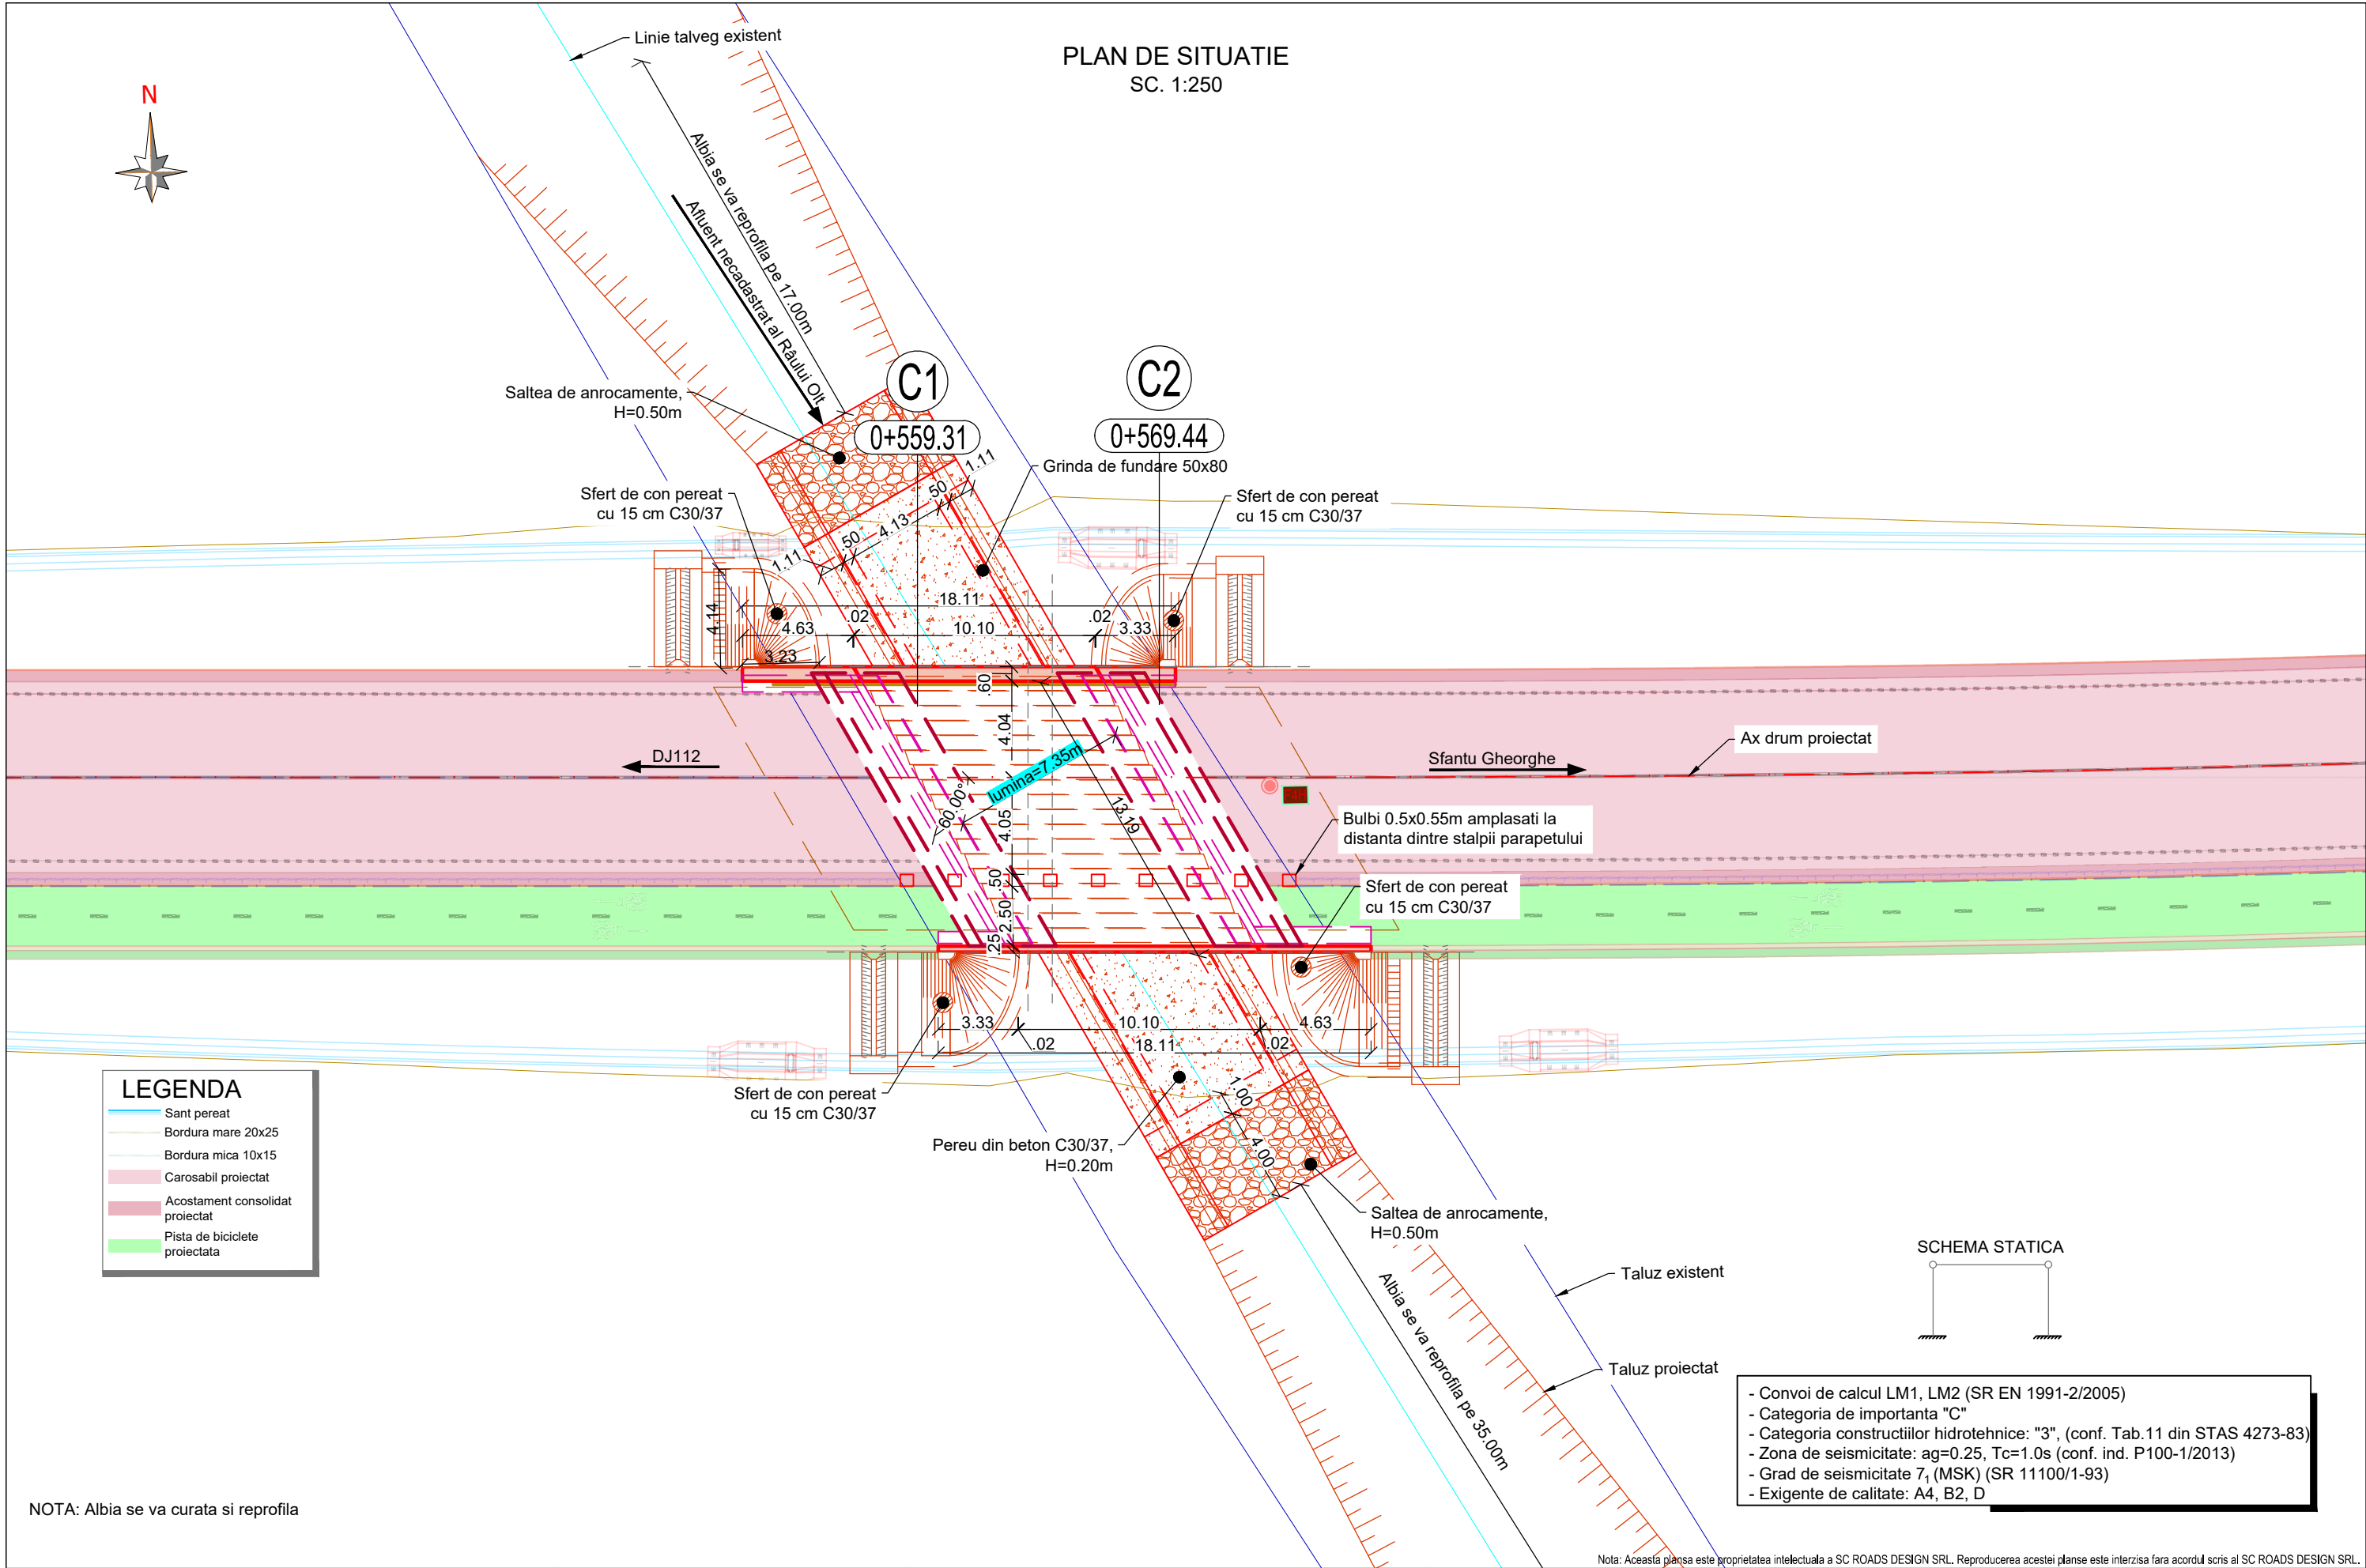 PLAN DE SITUATIE
SC. 1:250
N
Linie talveg existent
Albia se va reprofila pe 17.00m
Afluent necadastrat al Râului Olt
Saltea de anrocamente,
H=0.50m
C1
0+559.31
C2
0+569.44
Grinda de fundare 50x80
Sfert de con pereat
cu 15 cm C30/37
Sfert de con pereat
cu 15 cm C30/37
1.11
.50
4.13
.50
1.11
4.14
18.11
.02
.02
4.63
10.10
3.33
3.23
.60
4.04
DJ112
lumina=7.35m
60.00°
13.19
4.05
.50
2.50
.25
Sfantu Gheorghe
Ax drum proiectat
Bulbi 0.5x0.55m amplasati la
distanta dintre stalpii parapetului
Sfert de con pereat
cu 15 cm C30/37
3.33
10.10
4.63
.02
18.11
.02
Sfert de con pereat
cu 15 cm C30/37
1.00
4.00
Pereu din beton C30/37,
H=0.20m
Saltea de anrocamente,
H=0.50m
Albia se va reprofila pe 35.00m
Taluz existent
Taluz proiectat
LEGENDA
Sant pereat
Bordura mare 20x25
Bordura mica 10x15
Carosabil proiectat
Acostament consolidat
proiectat
Pista de biciclete
proiectata
SCHEMA STATICA
- Convoi de calcul LM1, LM2 (SR EN 1991-2/2005)
- Categoria de importanta "C"
- Categoria constructiilor hidrotehnice: "3", (conf. Tab.11 din STAS 4273-83)
- Zona de seismicitate: ag=0.25, Tc=1.0s (conf. ind. P100-1/2013)
- Grad de seismicitate 7₁ (MSK) (SR 11100/1-93)
- Exigente de calitate: A4, B2, D
NOTA: Albia se va curata si reprofila
Nota: Aceasta plansa este proprietatea intelectuala a SC ROADS DESIGN SRL. Reproducerea acestei planse este interzisa fara acordul scris al SC ROADS DESIGN SRL.